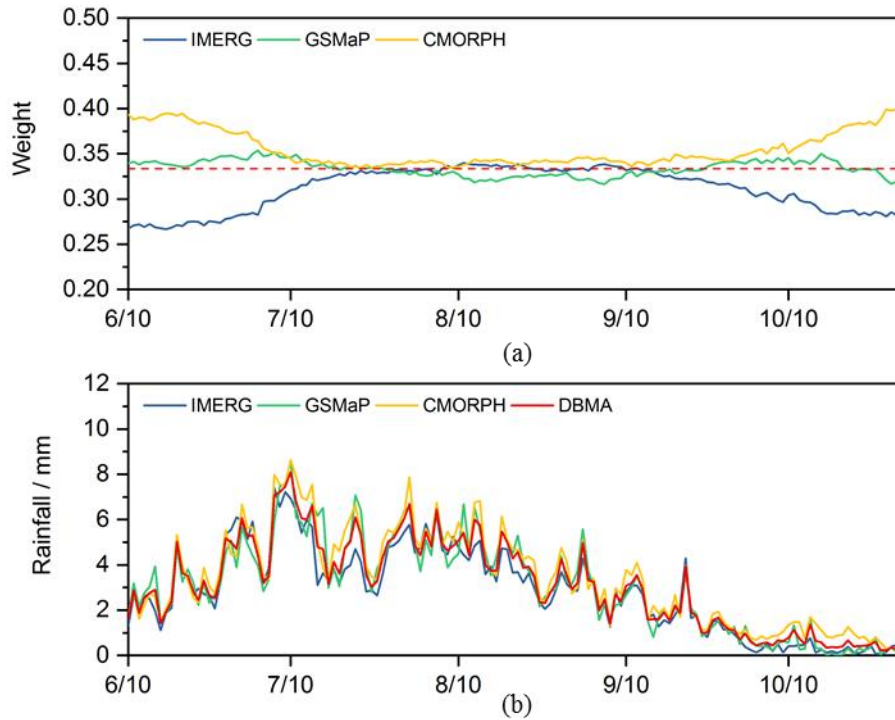 0.50
IMERG GSMaP CMORPH
0.45
0.40
Weight
0.35
0.30
0.25
0.20
6/10 7/10 8/10 9/10 10/10
(a)
12
IMERG GSMaP CMORPH DBMA
10
8
Rainfall / mm
6
4
2
0
6/10 7/10 8/10 9/10 10/10
(b)